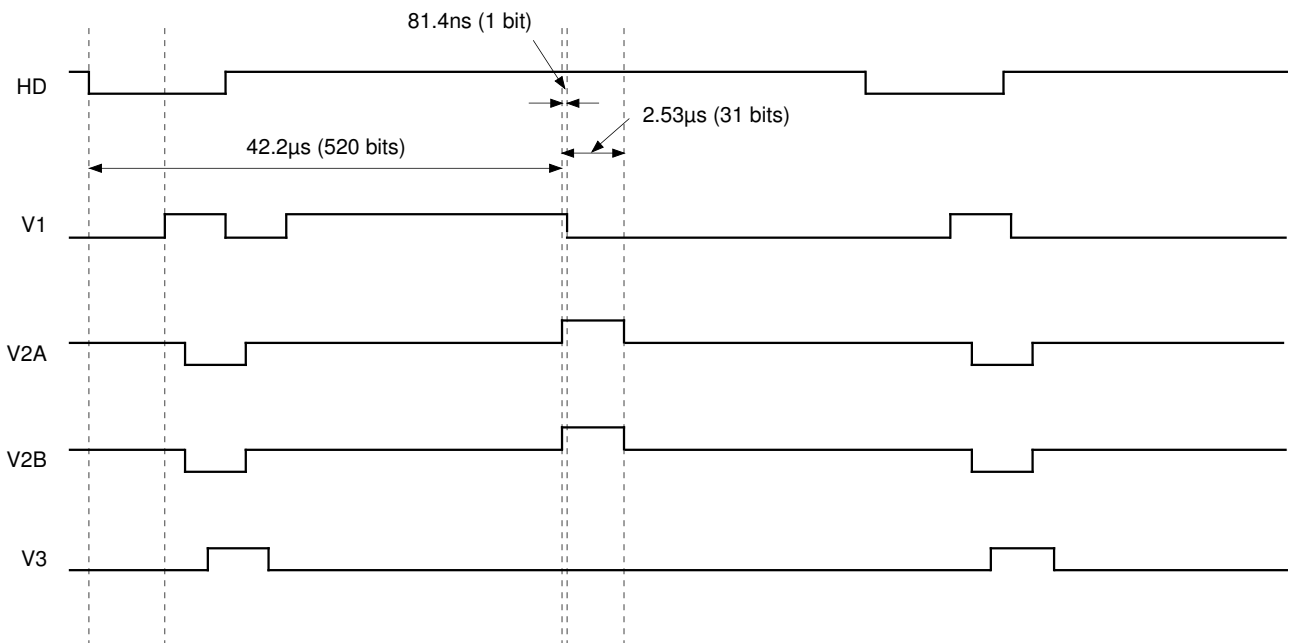 81.4ns (1 bit)
HD
2.53μs (31 bits)
42.2μs (520 bits)
V1
V2A
V2B
V3